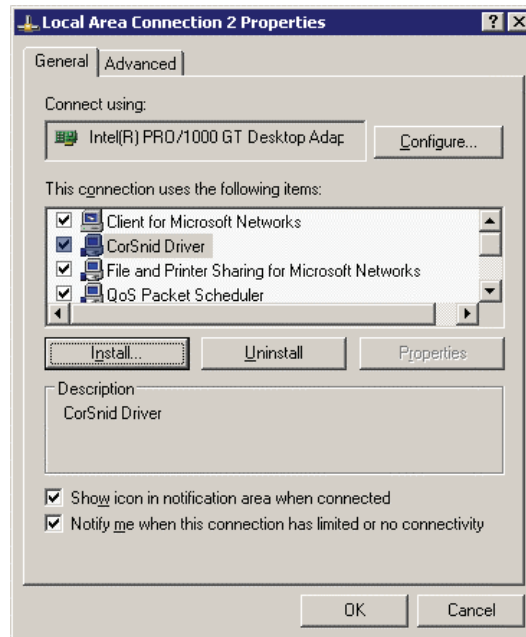 Local Area Connection 2 Properties
General Advanced
Connect using:
Intel(R) PRO/1000 GT Desktop Adap
Configure...
This connection uses the following items:
Client for Microsoft Networks
CorSnid Driver
File and Printer Sharing for Microsoft Networks
QoS Packet Scheduler
Install... Uninstall Properties
Description
CorSnid Driver
Show icon in notification area when connected
Notify me when this connection has limited or no connectivity
OK Cancel